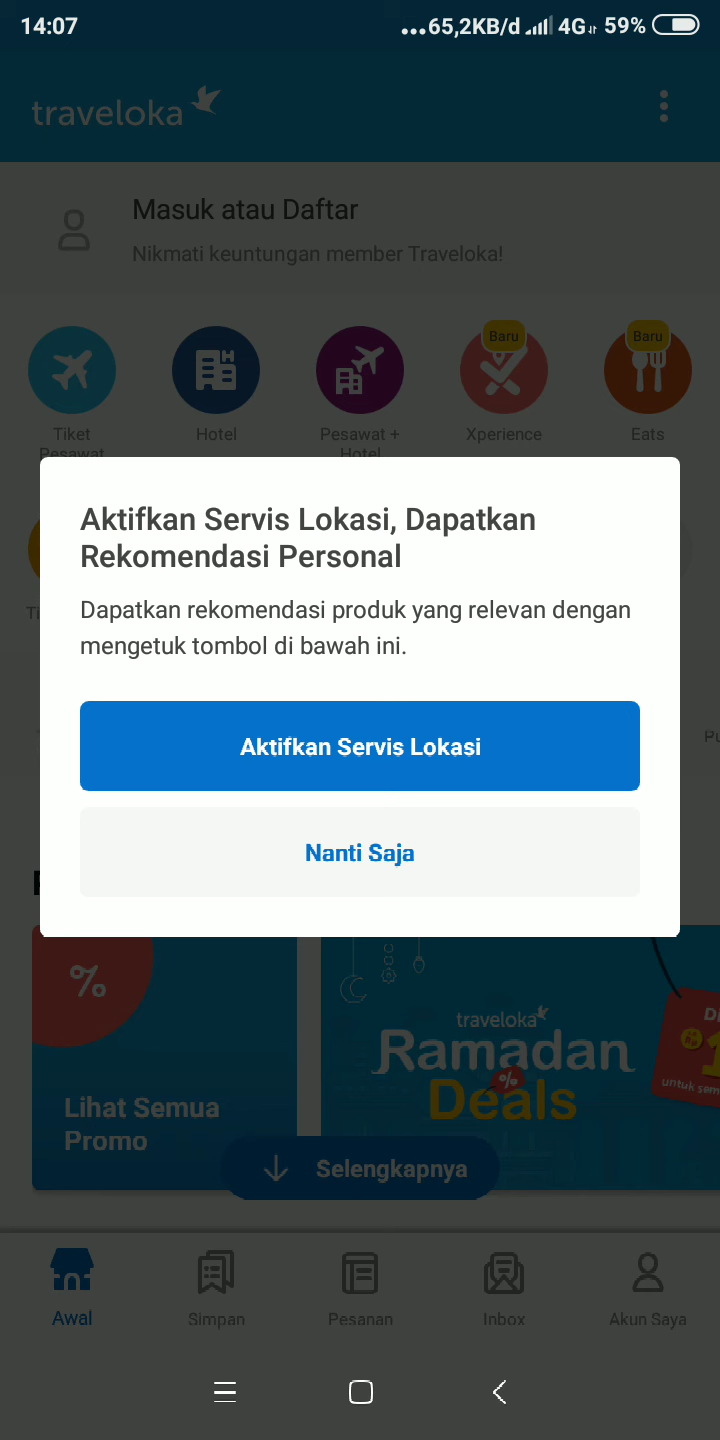 14:07
...65,2KB/d 4G 59%
traveloka
Masuk atau Daftar
Nikmati keuntungan member Traveloka!
Baru
Baru
Tiket
Pesawat
Hotel
Pesawat +
Hotel
Xperience
Eats
Aktifkan Servis Lokasi, Dapatkan
Rekomendasi Personal
Dapatkan rekomendasi produk yang relevan dengan
mengetuk tombol di bawah ini.
Aktifkan Servis Lokasi
Nanti Saja
%
Lihat Semua
Promo
traveloka
Ramadan
%
Deals
untuk sem
Selengkapnya
Awal
Simpan
Pesanan
Inbox
Akun Saya